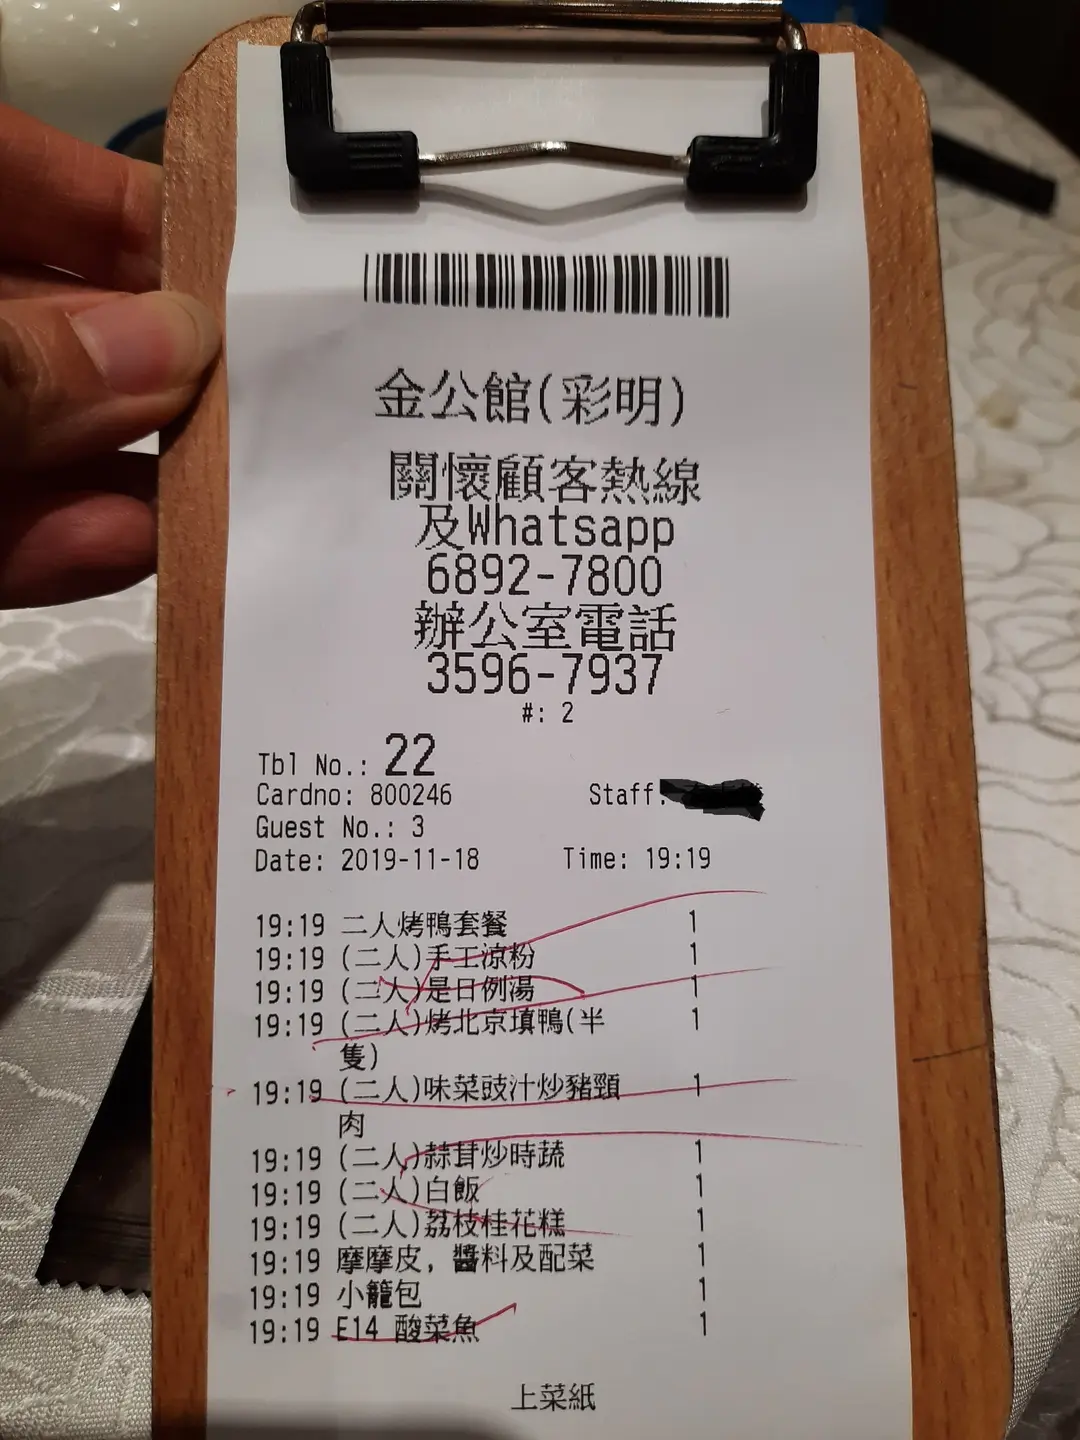 金公館(彩明)
關懷顧客熱線
及Whatsapp
6892-7800
辦公室電話
3596-7937
#: 2
Tbl No.: 22
Cardno: 800246 Staff:
Guest No.: 3
Date: 2019-11-18 Time: 19:19
19:19 二人烤鴨套餐 1
19:19 (二人)手工涼粉 1
19:19 (二人)是日例湯 1
19:19 (二人)烤北京填鴨(半 1
隻)
19:19 (二人)味菜豉汁炒豬頸 1
肉
19:19 (二人)蒜茸炒時蔬 1
19:19 (二人)白飯 1
19:19 (二人)荔枝桂花糕 1
19:19 摩摩皮, 醬料及配菜 1
19:19 小籠包 1
19:19 E14 酸菜魚 1
上菜紙